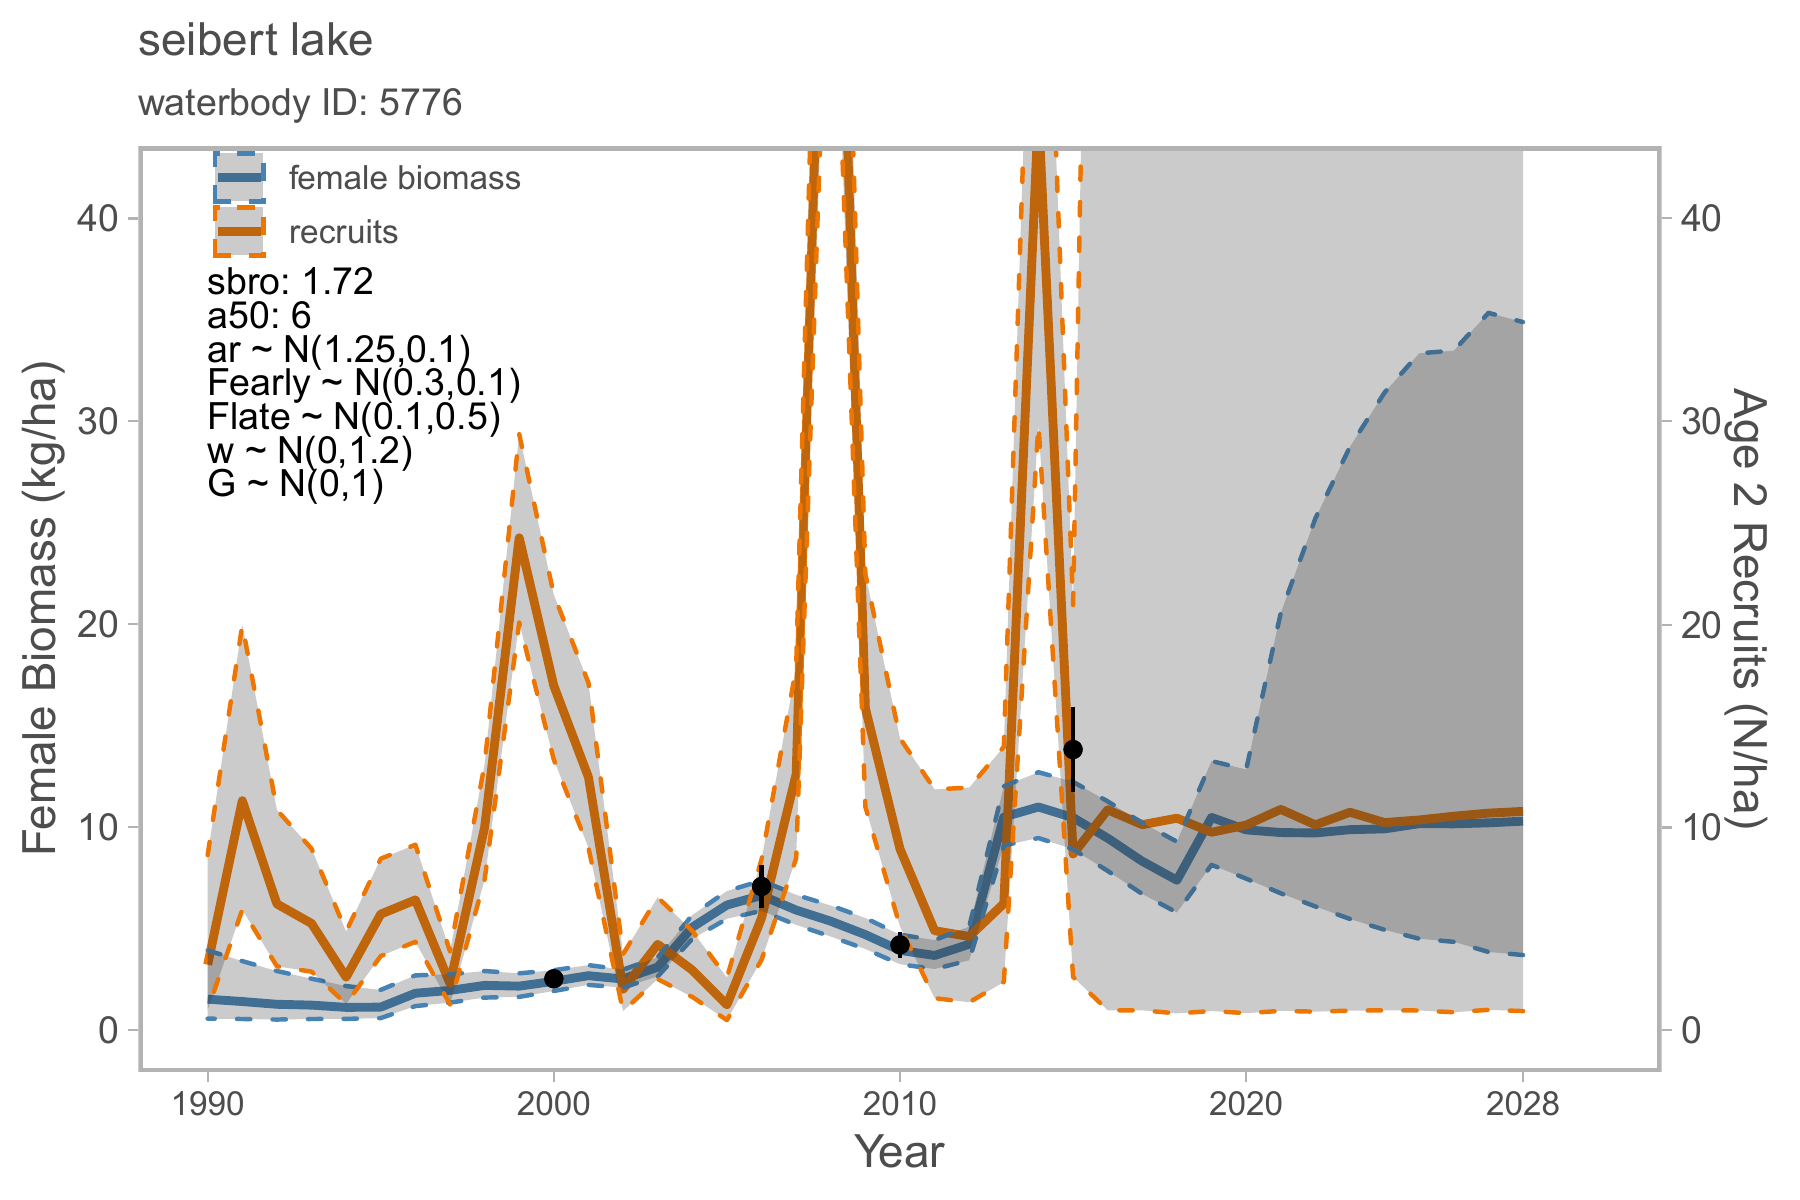 seibert lake
waterbody ID: 5776
female biomass
recruits
sbro: 1.72
a50: 6
ar ~ N(1.25,0.1)
Fearly ~ N(0.3,0.1)
Flate ~ N(0.1,0.5)
w ~ N(0,1.2)
G ~ N(0,1)
Female Biomass (kg/ha)
40
30
20
10
0
40
30
20
10
0
Age 2 Recruits (N/ha)
1990
2000
2010
2020
2028
Year